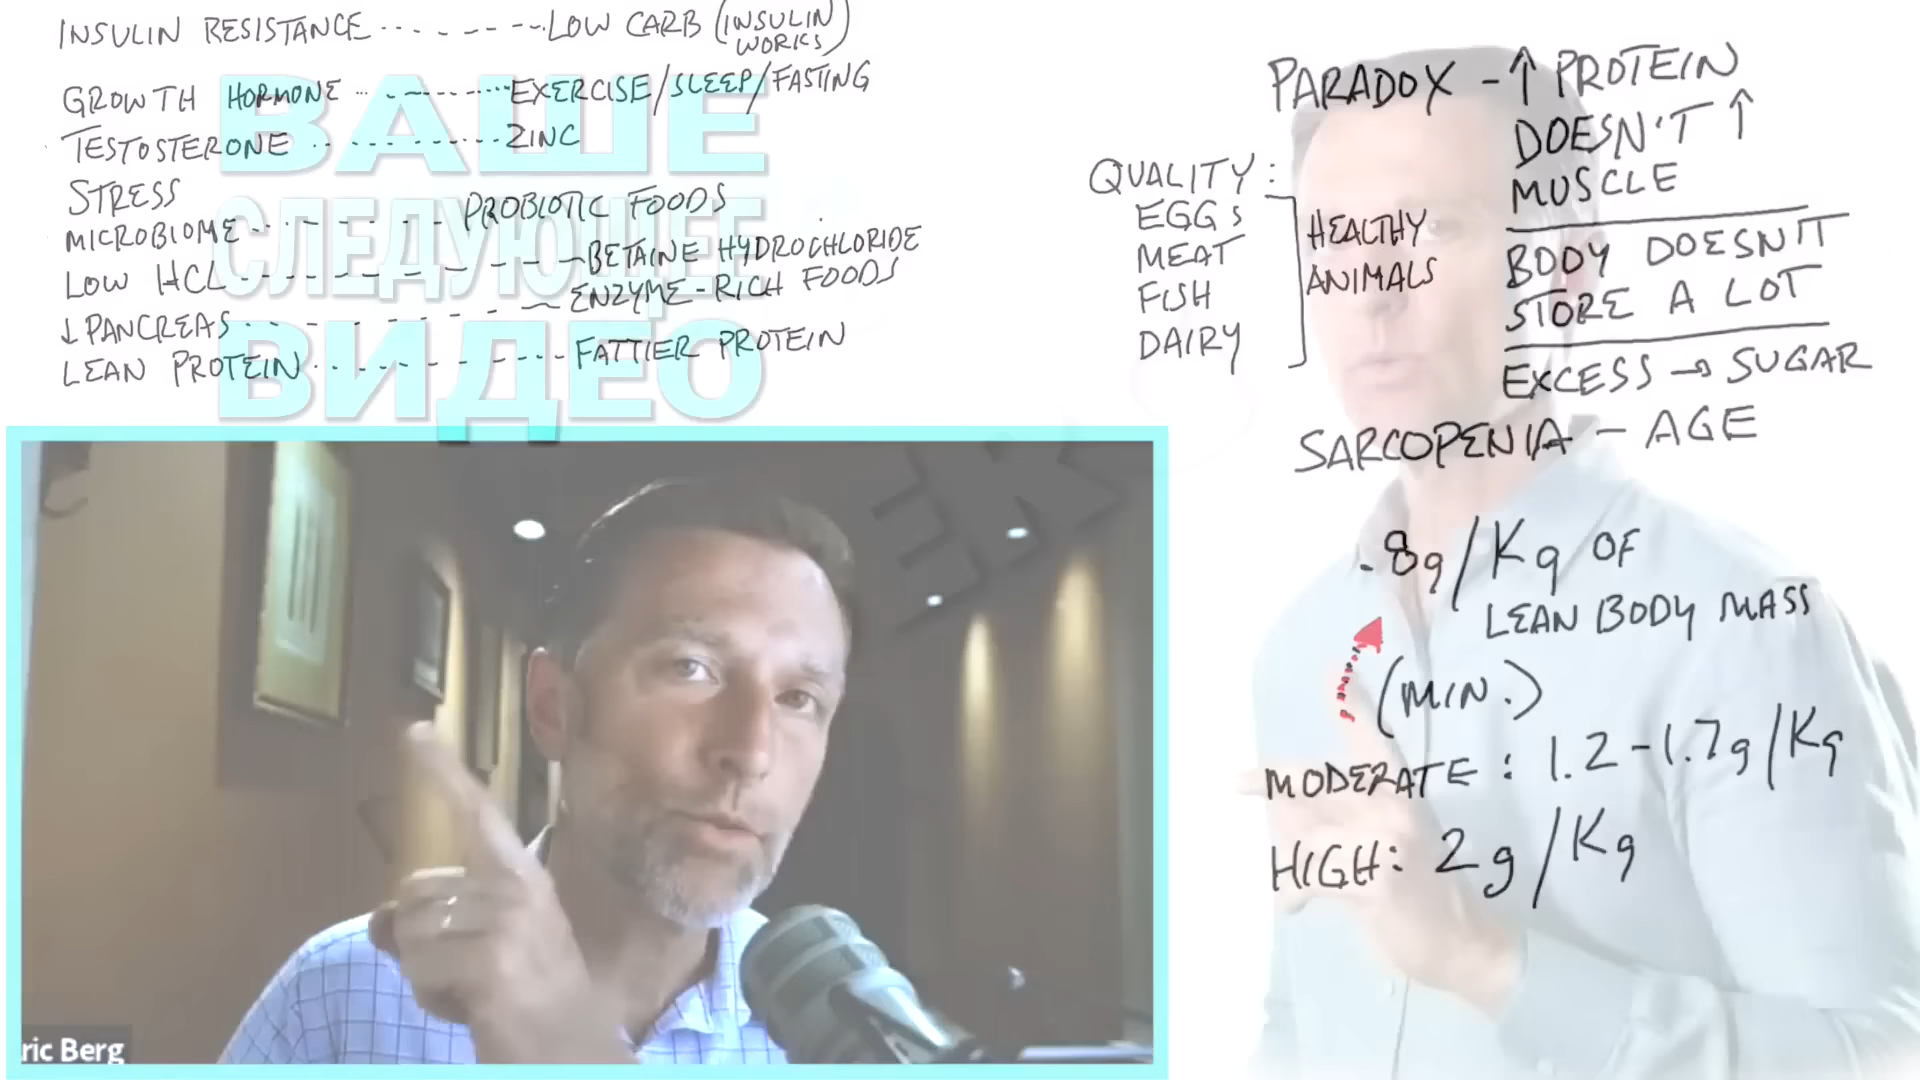 INSULIN RESISTANCE ---------LOW CARB (INSULIN WORKS)
GROWTH HORMONE ---------EXERCISE/SLEEP/FASTING
TESTOSTERONE ---------ZINC
STRESS
MICROBIOME---------PROBIOTIC FOODS
LOW HCL---------BETAINE HYDROCHLORIDE
↓PANCREAS---------ENZYME-RICH FOODS
LEAN PROTEIN---------FATTIER PROTEIN
ВАШЕ
СЛЕДУЮЩЕЕ
ВИДЕО
PARADOX - ↑ PROTEIN
DOESN'T ↑
MUSCLE
QUALITY:
EGGS
MEAT
FISH
DAIRY
HEALTHY
ANIMALS
BODY DOESN'T
STORE A LOT
EXCESS → SUGAR
SARCOPENIA - AGE
.8g/Kg OF
LEAN BODY MASS
(MIN.)
MODERATE: 1.2-1.7g/Kg
HIGH: 2g/Kg
ric Berg